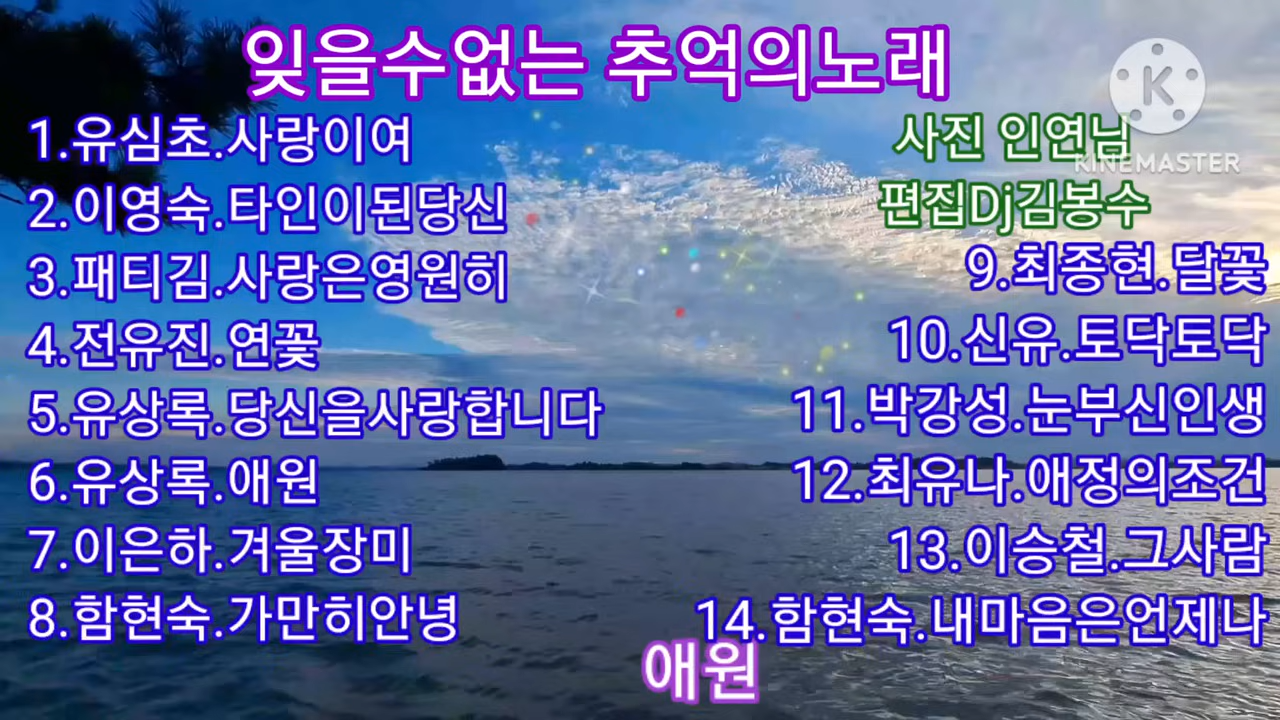 잊을수없는 추억의노래
1.유심초.사랑이여
2.이영숙.타인이된당신
3.패티김.사랑은영원히
4.전유진.연꽃
5.유상록.당신을사랑합니다
6.유상록.애원
7.이은하.겨울장미
8.함현숙.가만히안녕
사진 인연님
KINEMASTER
편집Dj김봉수
9.최종현.달꽃
10.신유.토닥토닥
11.박강성.눈부신인생
12.최유나.애정의조건
13.이승철.그사람
14.함현숙.내마음은언제나
애원